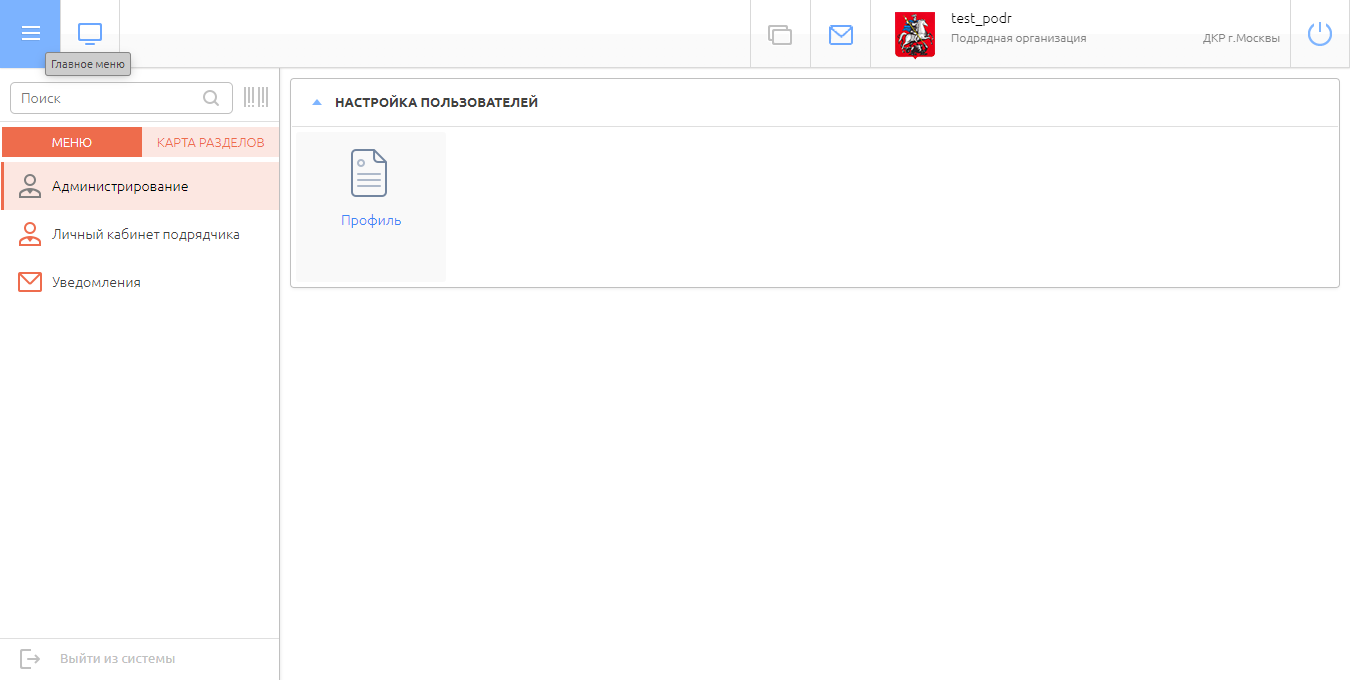 test_podr
Подрядная организация
ДКР г.Москвы
Главное меню
Поиск
МЕНЮ
КАРТА РАЗДЕЛОВ
Администрирование
Личный кабинет подрядчика
Уведомления
Выйти из системы
НАСТРОЙКА ПОЛЬЗОВАТЕЛЕЙ
Профиль